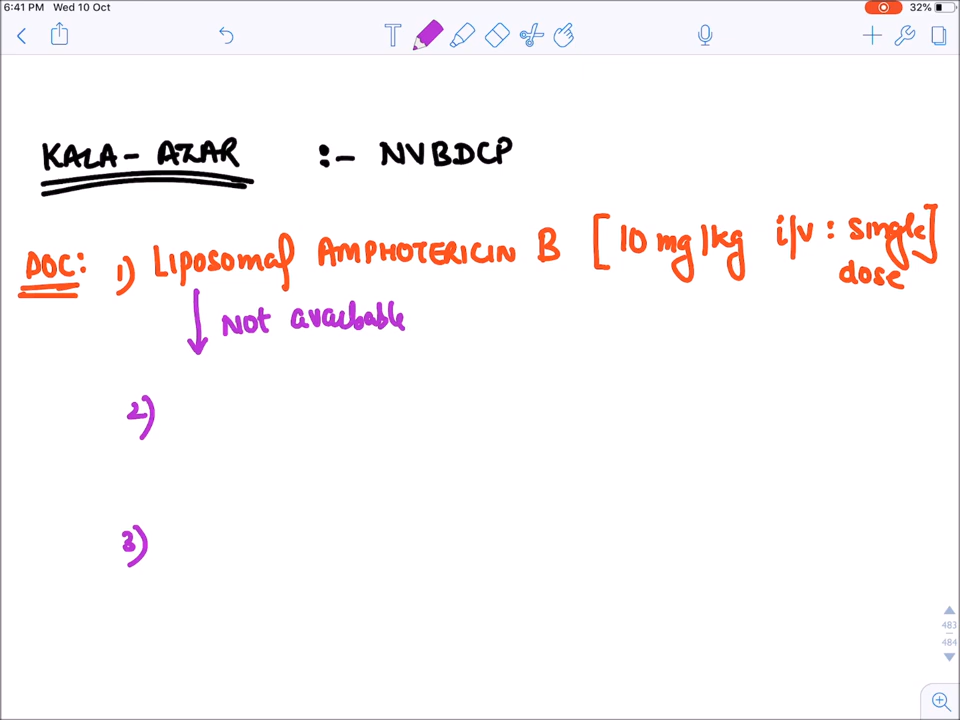 6:41 PM Wed 10 Oct 32%
KALA-AZAR :- NVBDCP
DOC: 1) Liposomal AMPHOTERICIN B [10 mg/kg i/v : single dose]
Not available
2)
3)
483
484